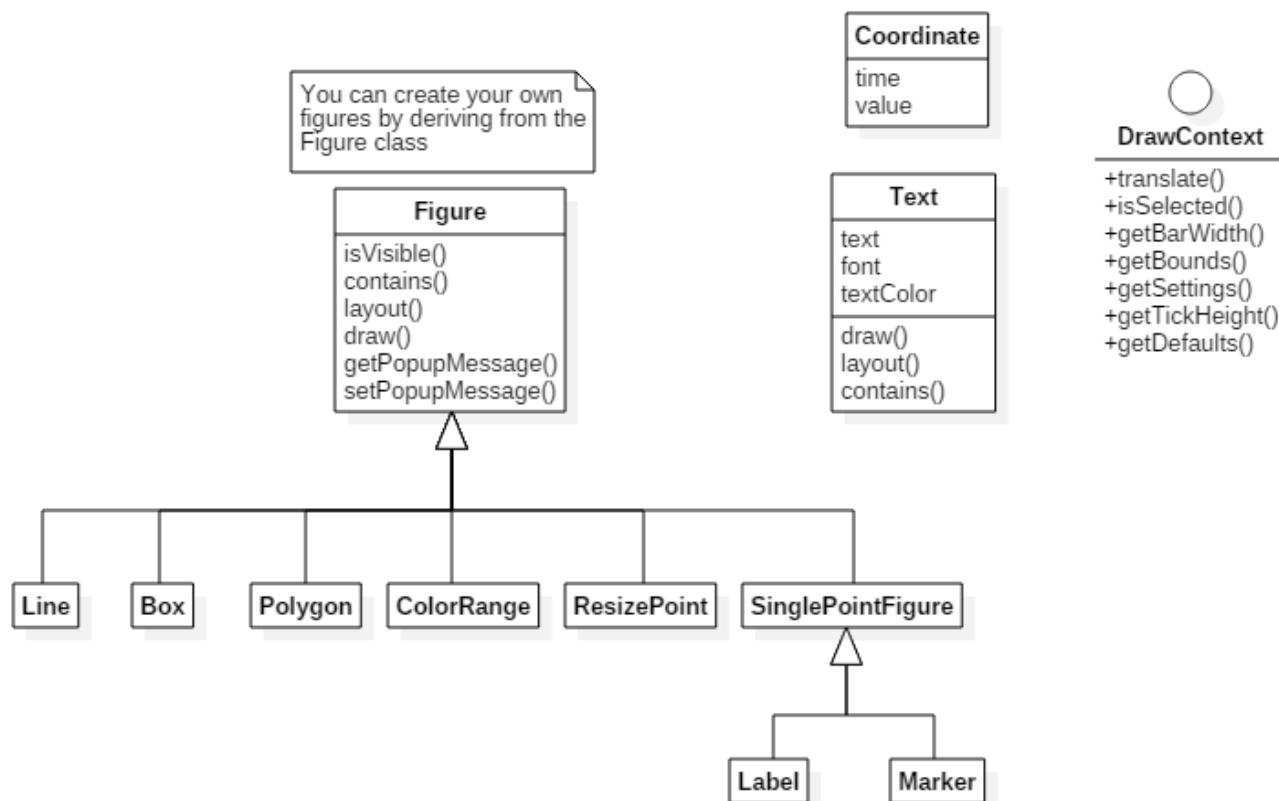 You can create your own
figures by deriving from the
Figure class
Figure
isVisible()
contains()
layout()
draw()
getPopupMessage()
setPopupMessage()
Coordinate
time
value
Text
text
font
textColor
draw()
layout()
contains()
DrawContext
+translate()
+isSelected()
+getBarWidth()
+getBounds()
+getSettings()
+getTickHeight()
+getDefaults()
Line
Box
Polygon
ColorRange
ResizePoint
SinglePointFigure
Label
Marker